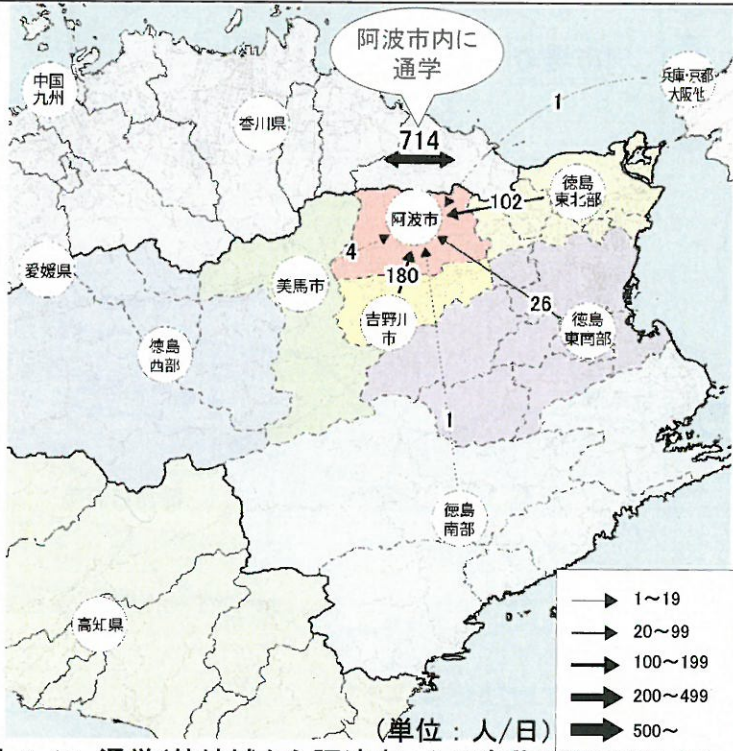 阿波市内に
通学
714
中国
九州
香川県
兵庫・京都
大阪他
1
徳島
東北部
102
阿波市
4
180
愛媛県
美馬市
吉野川
市
26
徳島
東南部
徳島
西部
1
徳島
南部
高知県
1～19
20～99
100～199
200～499
500～
(単位：人/日)